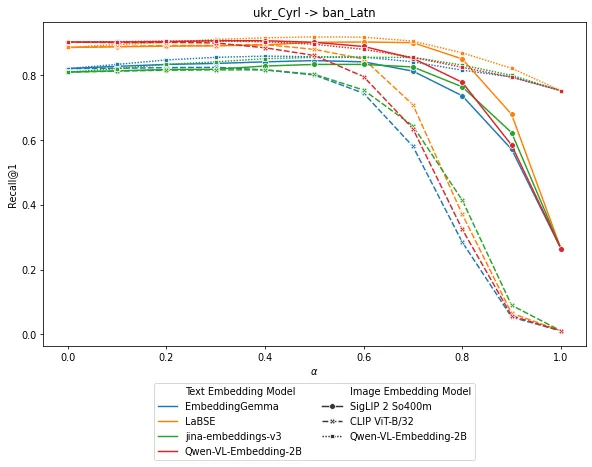 ukr_Cyrl -> ban_Latn
Recall@1
0.8
0.6
0.4
0.2
0.0
0.0 0.2 0.4 0.6 0.8 1.0
α
Text Embedding Model Image Embedding Model
EmbeddingGemma SigLIP 2 So400m
LaBSE CLIP ViT-B/32
jina-embeddings-v3 Qwen-VL-Embedding-2B
Qwen-VL-Embedding-2B